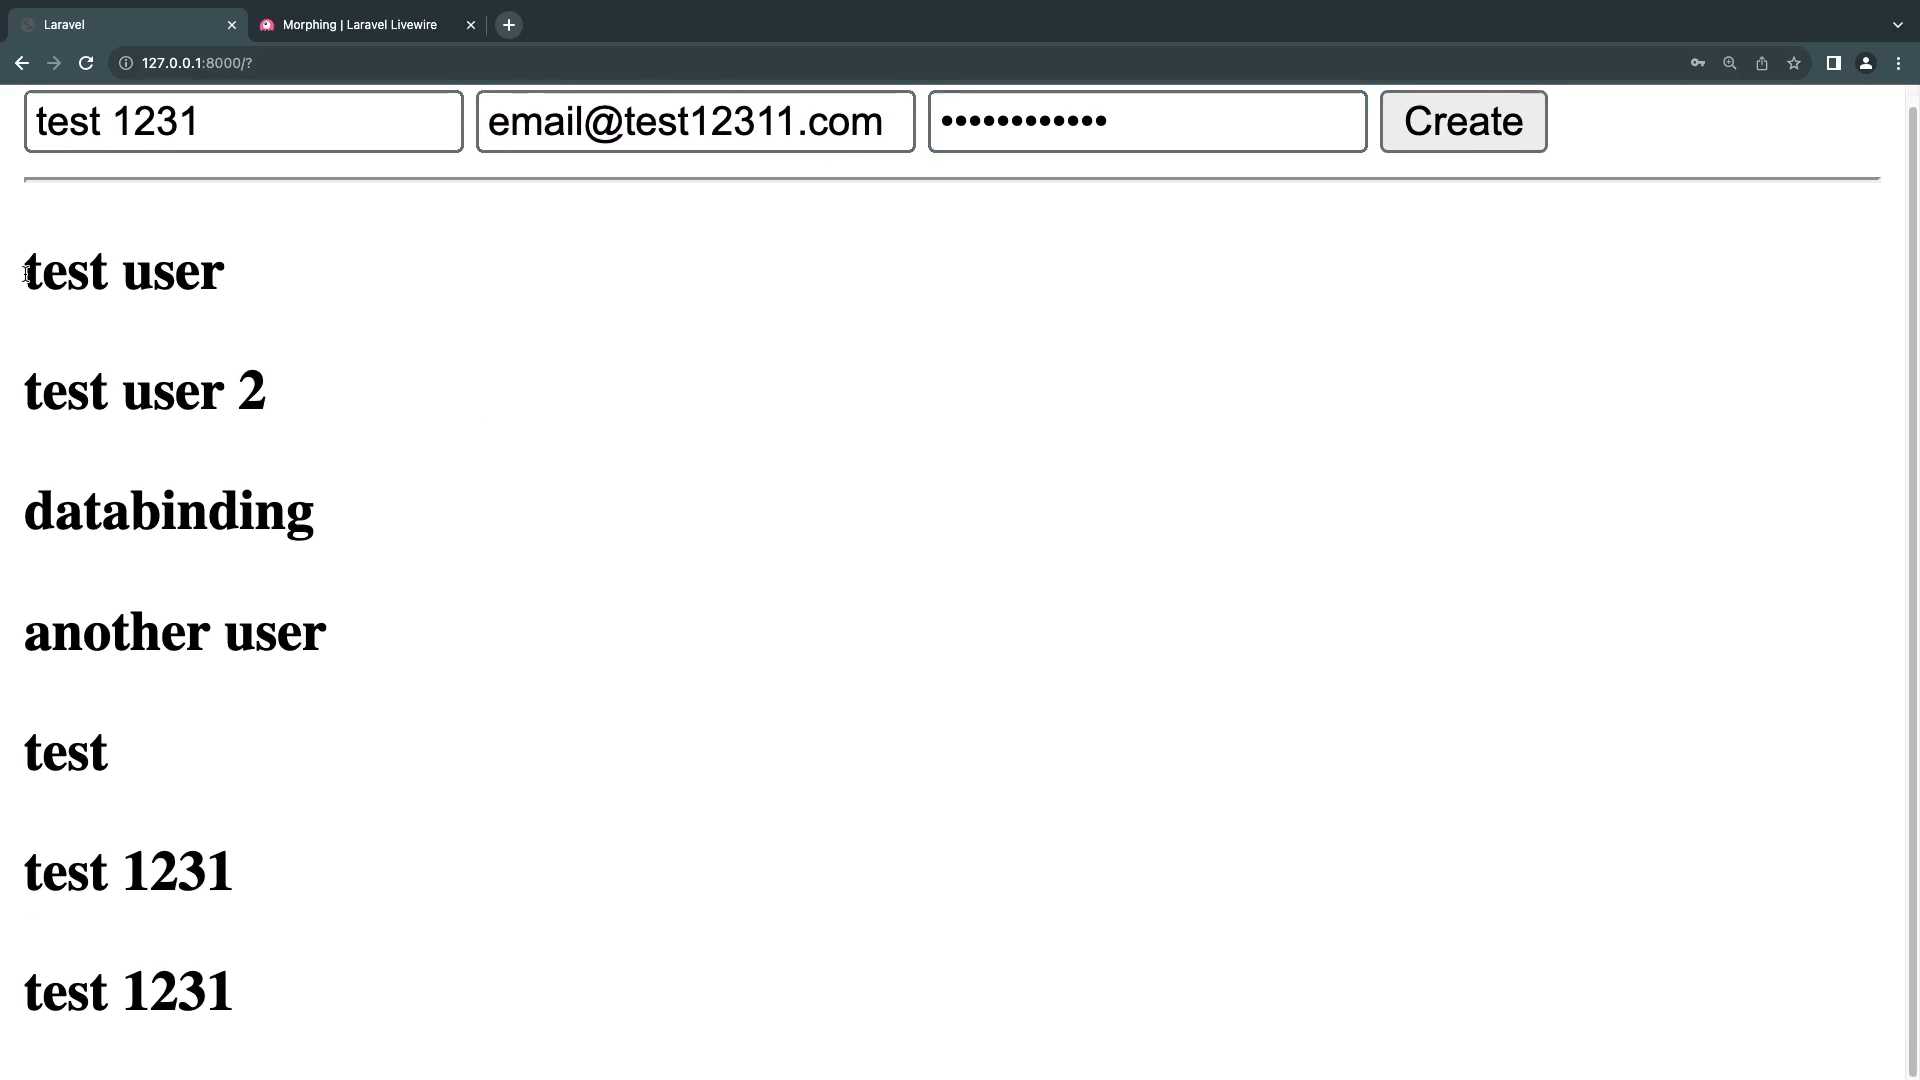 Laravel
Morphing | Laravel Livewire
127.0.0.1:8000/?
test 1231
email@test12311.com
••••••••••••
Create
test user
test user 2
databinding
another user
test
test 1231
test 1231